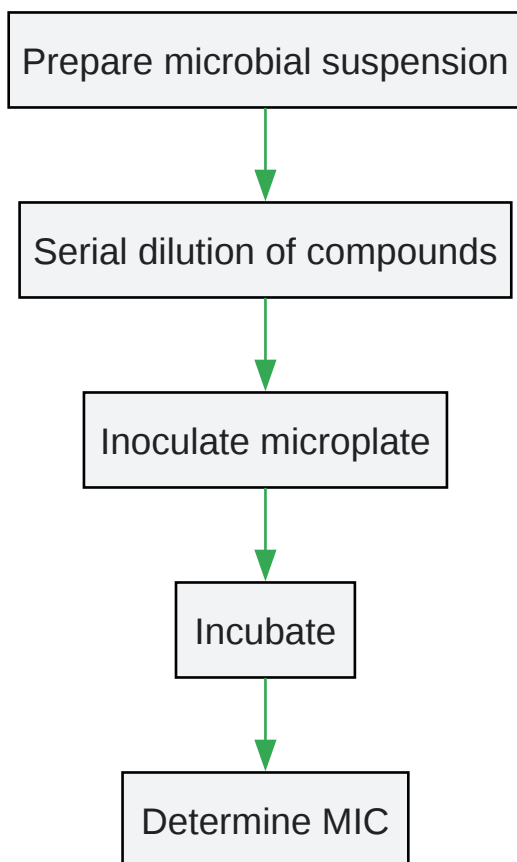 Prepare microbial suspension
Serial dilution of compounds
Inoculate microplate
Incubate
Determine MIC